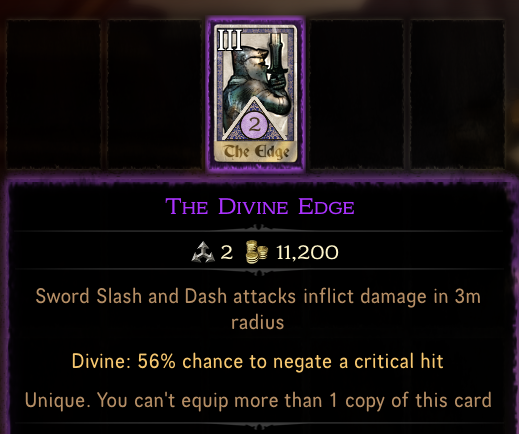 III
2
The Edge
The Divine Edge
2 11,200
Sword Slash and Dash attacks inflict damage in 3m
radius
Divine: 56% chance to negate a critical hit
Unique. You can't equip more than 1 copy of this card